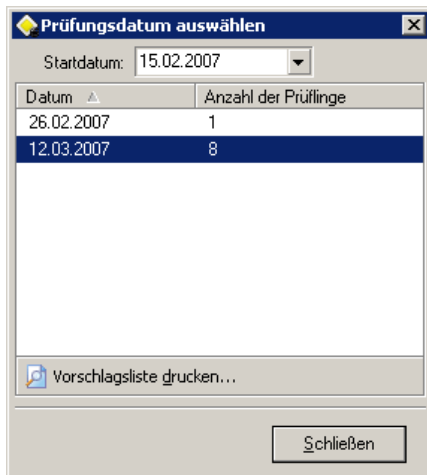 Prüfungsdatum auswählen
Startdatum: 15.02.2007
Datum Anzahl der Prüflinge
26.02.2007 1
12.03.2007 8
Vorschlagsliste drucken...
Schließen